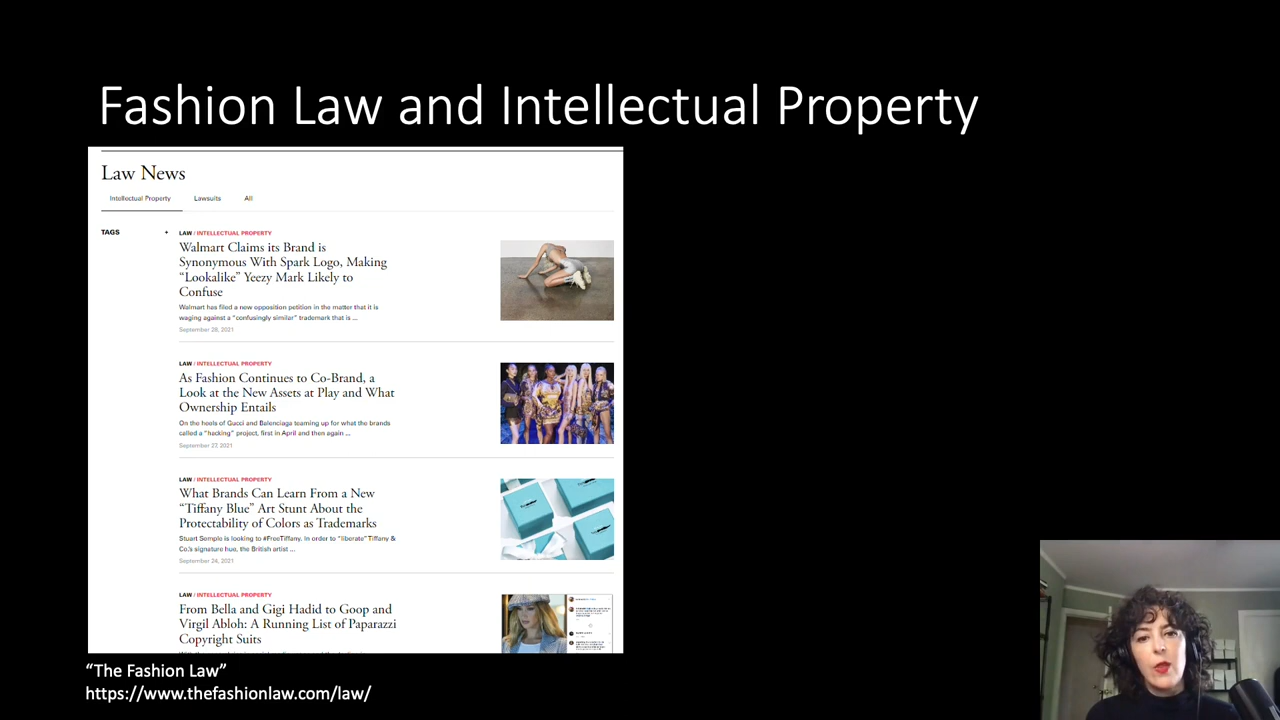 Fashion Law and Intellectual Property
Law News
Intellectual Property Lawsuits All
TAGS +
LAW / INTELLECTUAL PROPERTY
Walmart Claims its Brand is
Synonymous With Spark Logo, Making
“Lookalike” Yeezy Mark Likely to
Confuse
Walmart has filed a new opposition petition in the matter that it is
waging against a “confusingly similar” trademark that is ...
September 28, 2021
LAW / INTELLECTUAL PROPERTY
As Fashion Continues to Co-Brand, a
Look at the New Assets at Play and What
Ownership Entails
On the heels of Gucci and Balenciaga teaming up for what the brands
called a “hacking” project, first in April and then again ...
September 27, 2021
LAW / INTELLECTUAL PROPERTY
What Brands Can Learn From a New
“Tiffany Blue” Art Stunt About the
Protectability of Colors as Trademarks
Stuart Semple is looking to #FreeTiffany. In order to “liberate” Tiffany &
Co.’s signature hue, the British artist ...
September 24, 2021
LAW / INTELLECTUAL PROPERTY
From Bella and Gigi Hadid to Goop and
Virgil Abloh: A Running List of Paparazzi
Copyright Suits
“The Fashion Law”
https://www.thefashionlaw.com/law/